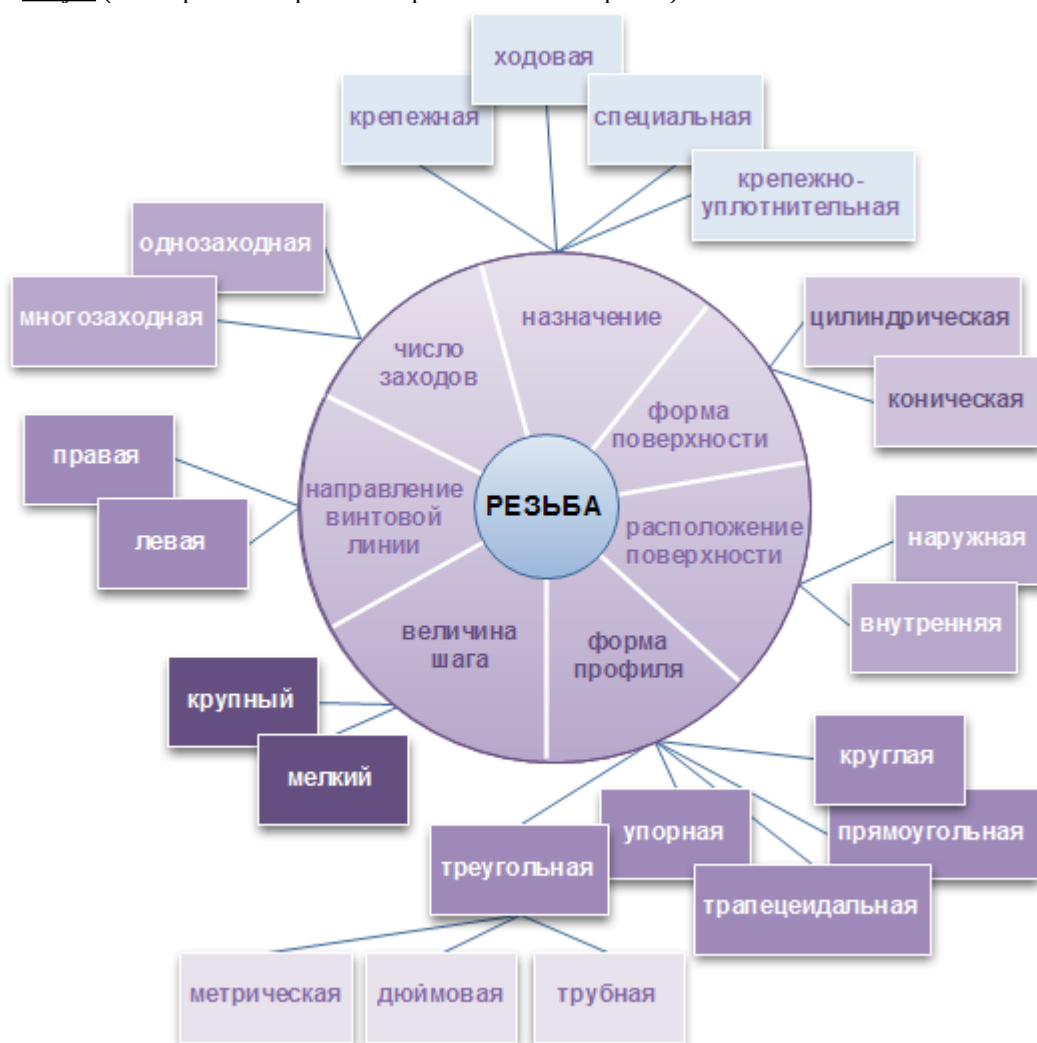 ходовая
крепежная
специальная
крепежно-
уплотнительная
однозаходная
многозаходная
назначение
цилиндрическая
число
заходов
коническая
форма
поверхности
правая
левая
направление
винтовой
линии
РЕЗЬБА
расположение
поверхности
наружная
внутренняя
величина
шага
форма
профиля
крупный
мелкий
круглая
упорная
прямоугольная
треугольная
трапецеидальная
метрическая
дюймовая
трубная